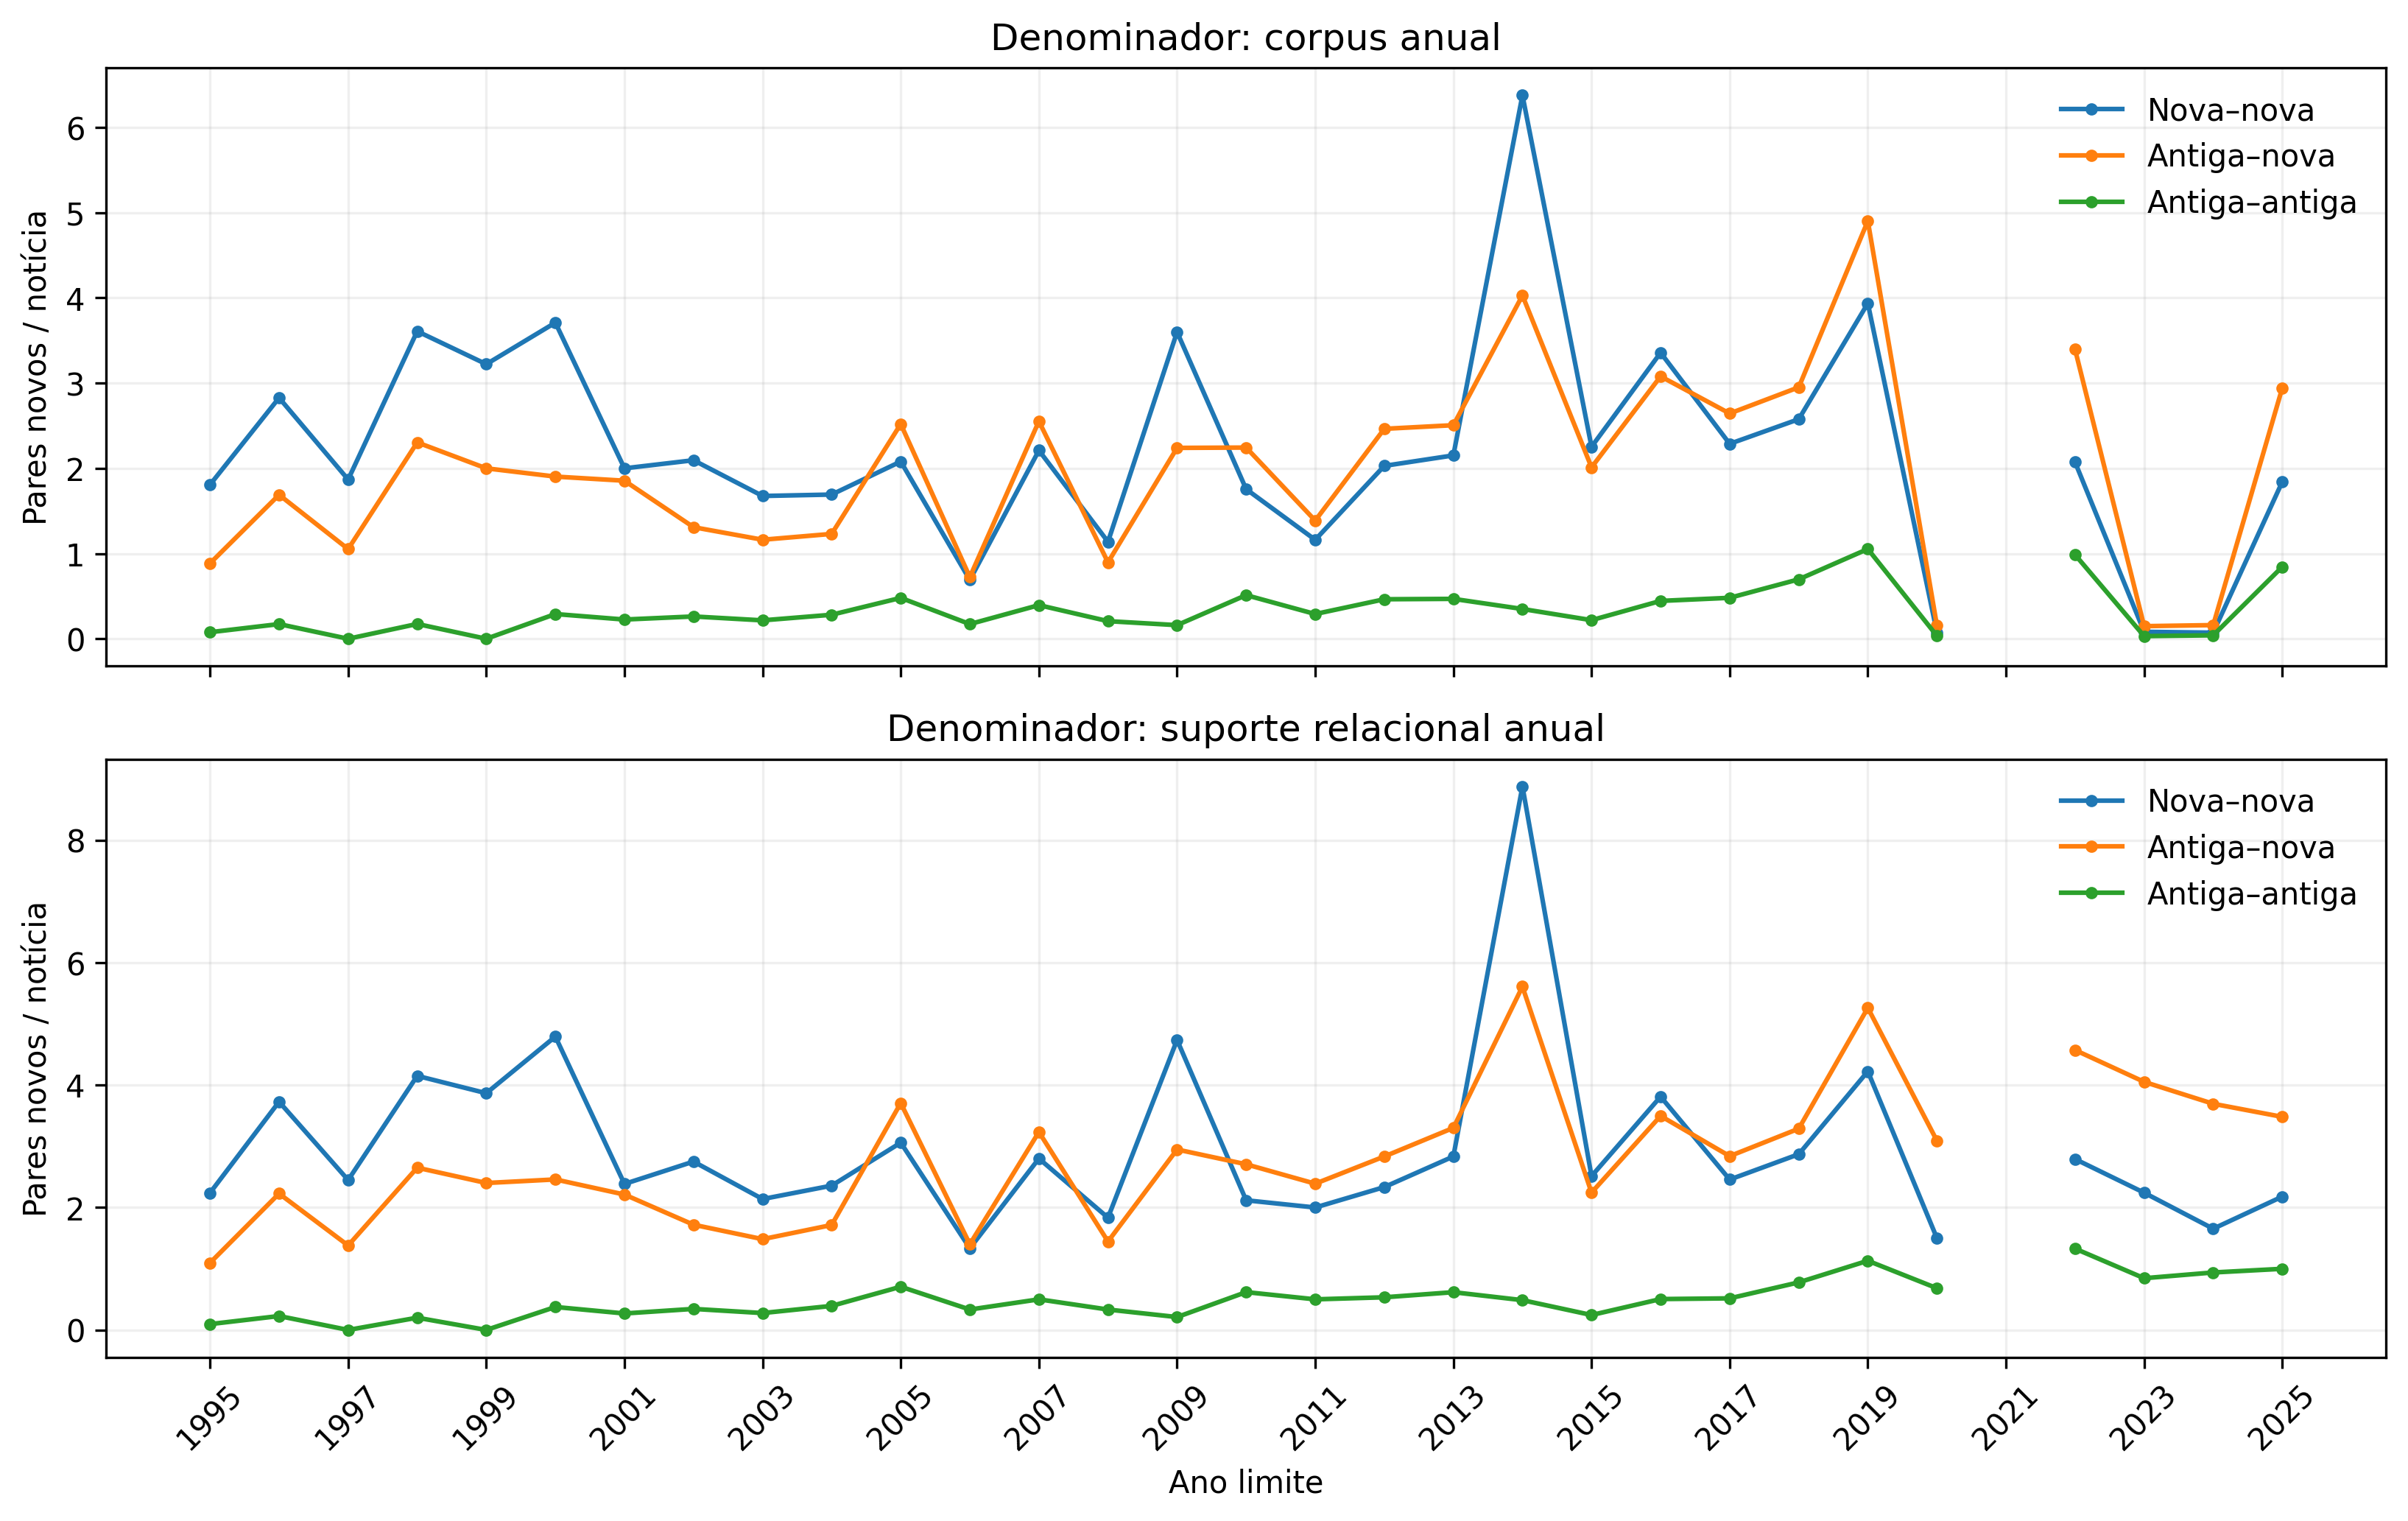 Denominador: corpus anual
Pares novos / notícia
6
5
4
3
2
1
0
Nova–nova
Antiga–nova
Antiga–antiga
Denominador: suporte relacional anual
Pares novos / notícia
8
6
4
2
0
Nova–nova
Antiga–nova
Antiga–antiga
1995 1997 1999 2001 2003 2005 2007 2009 2011 2013 2015 2017 2019 2021 2023 2025
Ano limite